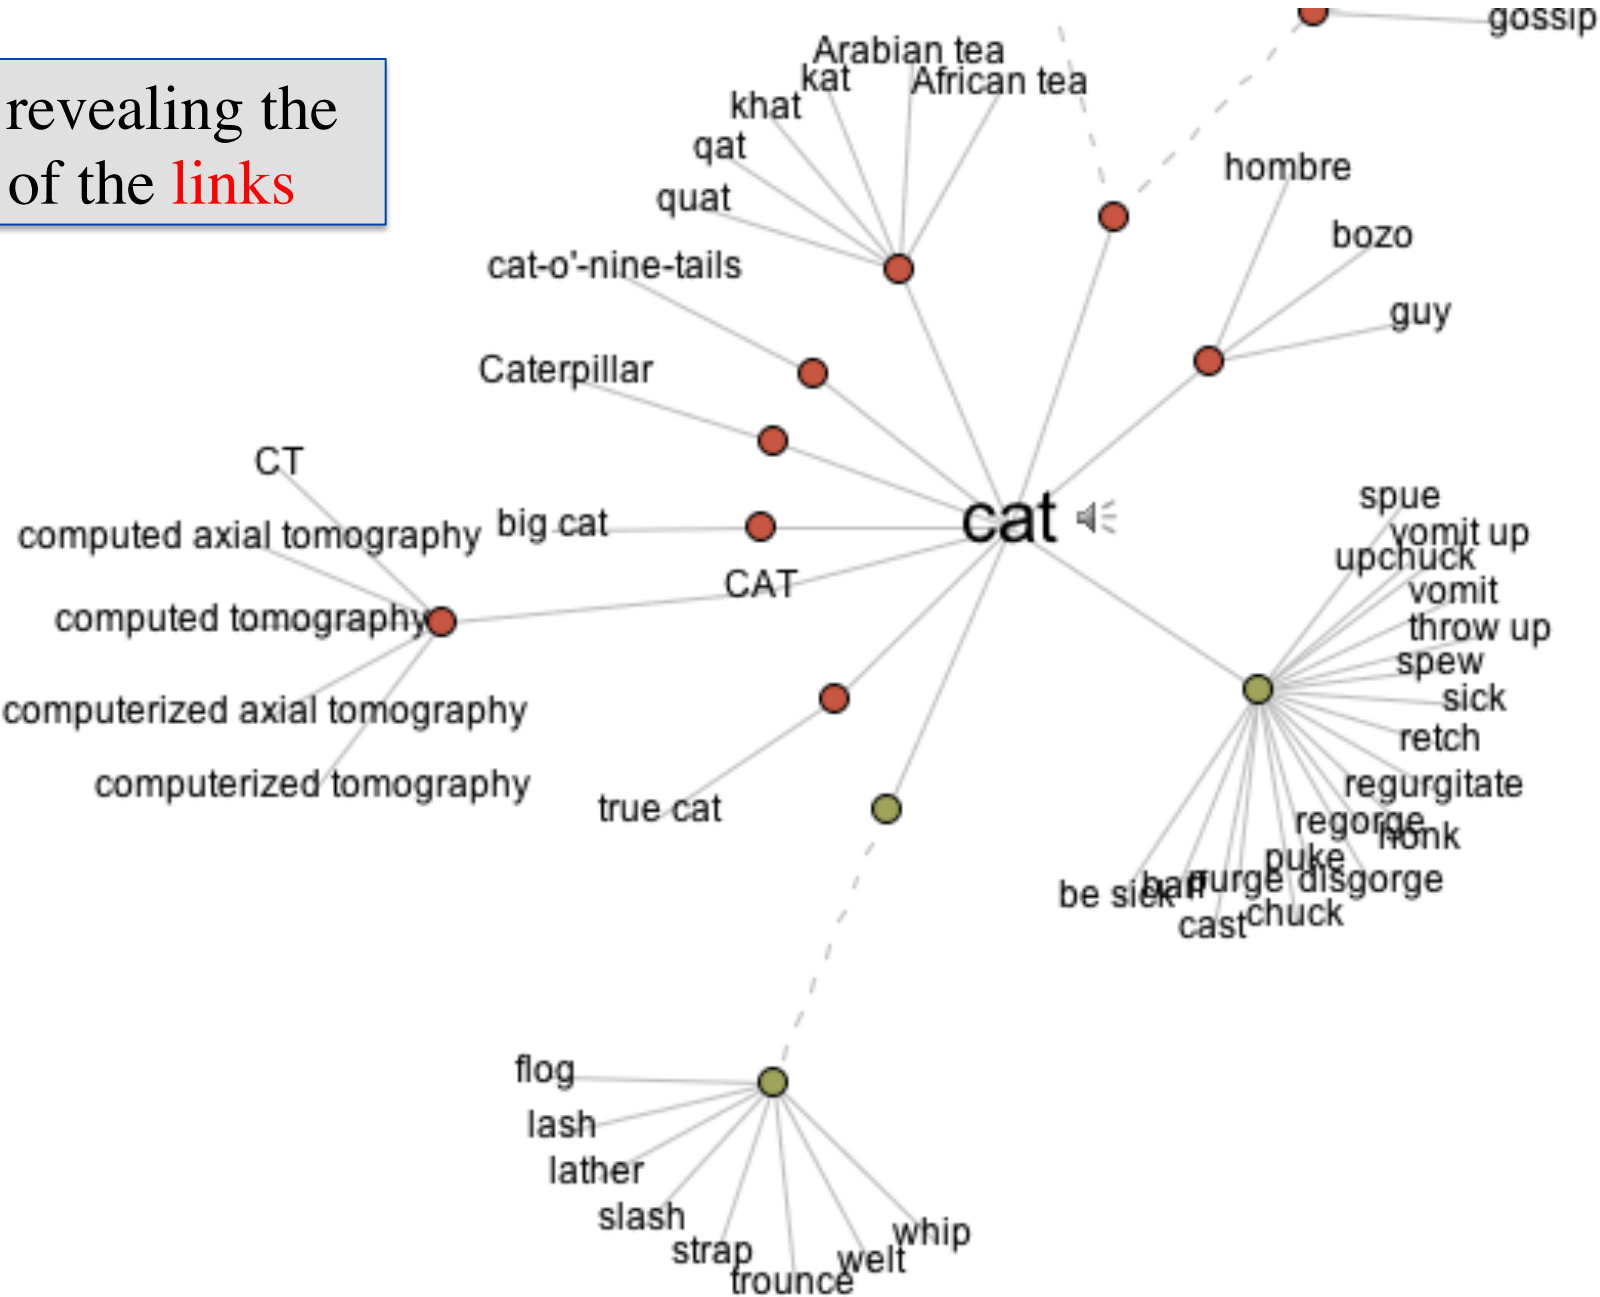 gossip
Arabian tea
kat
African tea
khat
revealing the
qat
hombre
of the links
quat
bozo
cat-o'-nine-tails
guy
Caterpillar
CT
spue
cat
big cat
computed axial tomography
vomit up
upchuck
CAT
vomit
computed tomography
throw up
spew
sick
computerized axial tomography
retch
computerized tomography
regurgitate
true cat
regorge
honk
puke
be sick
barf
purge
disgorge
cast
chuck
flog
lash
lather
slash
whip
strap
welt
trounce